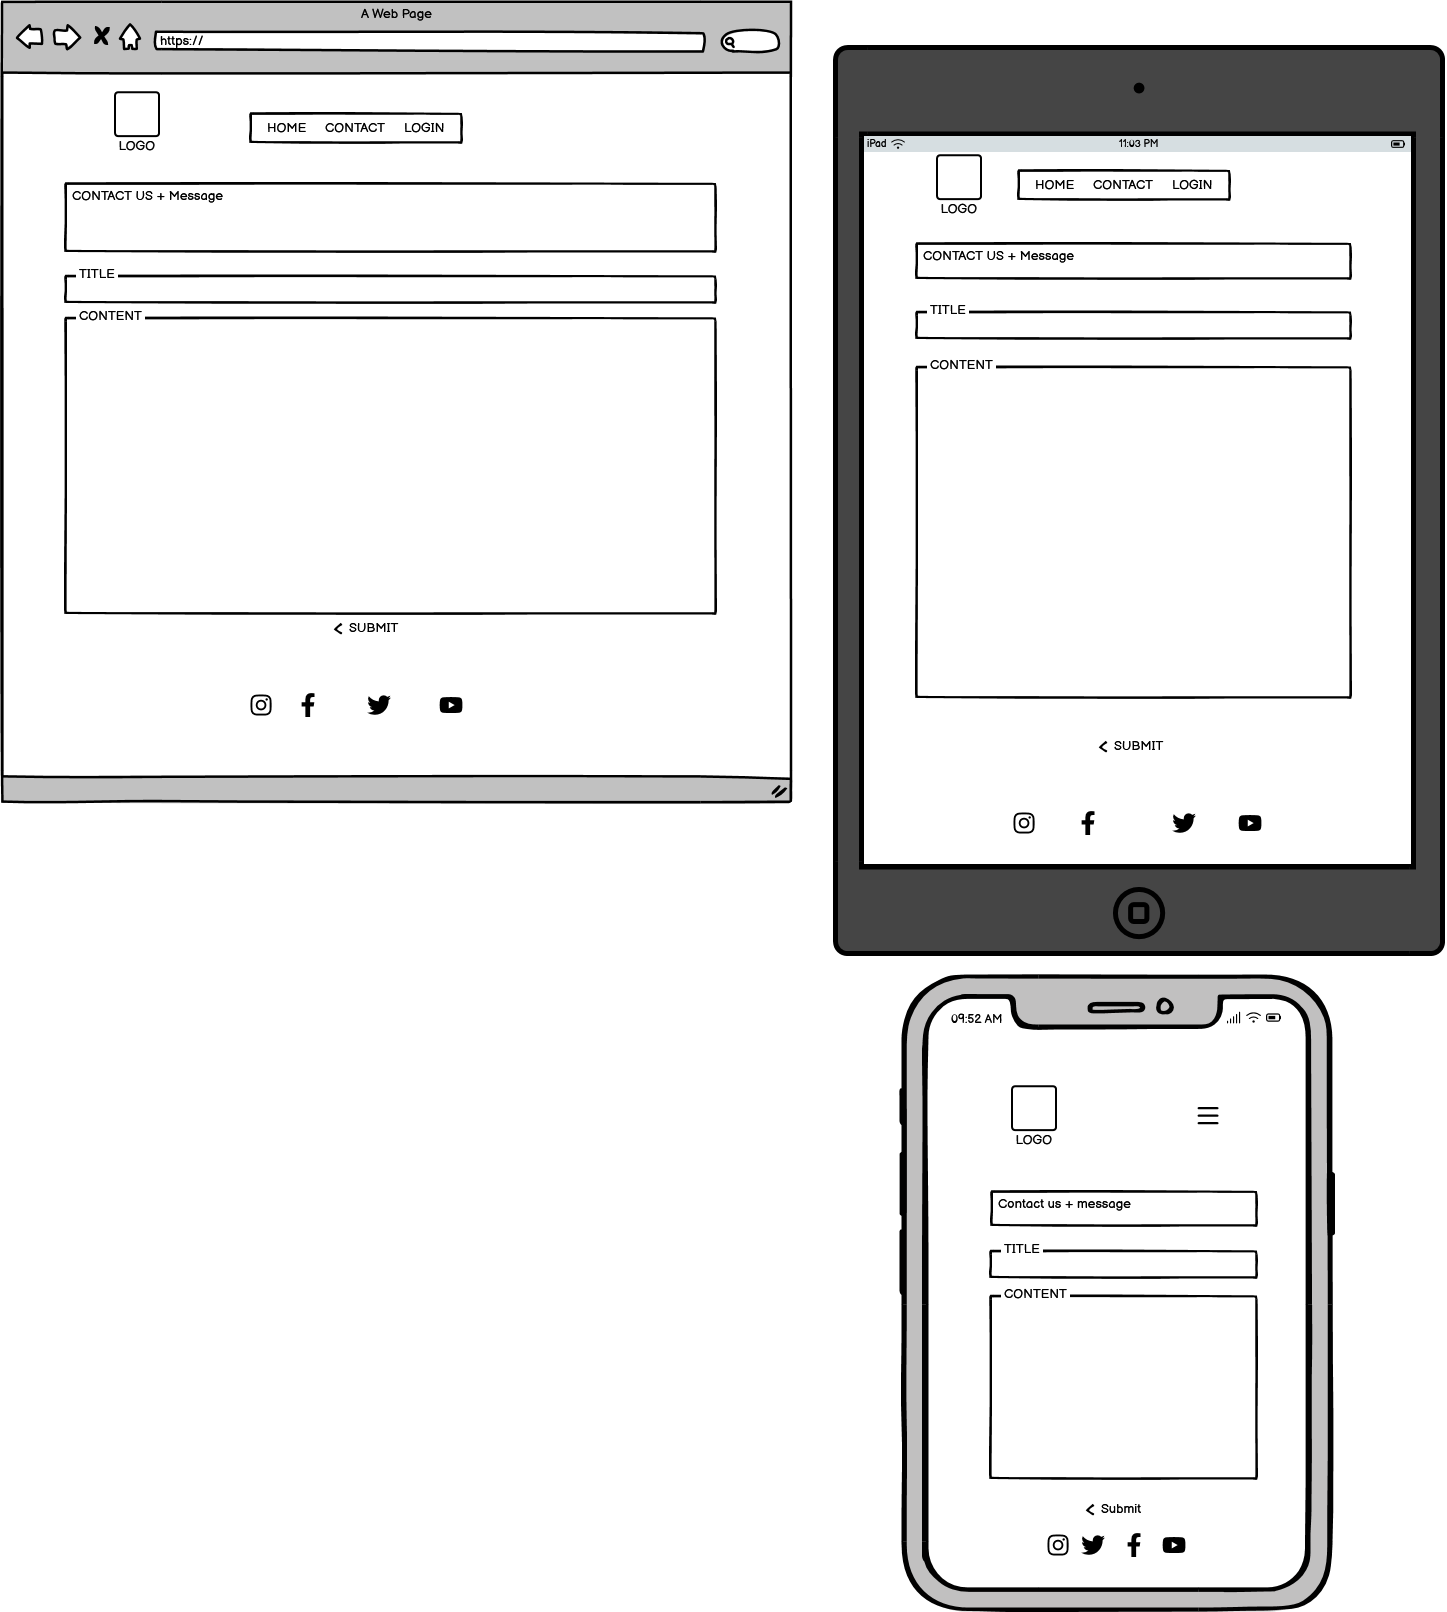 A Web Page
https://
LOGO
HOME CONTACT LOGIN
CONTACT US + Message
TITLE
CONTENT
SUBMIT
iPad
11:03 PM
LOGO
HOME CONTACT LOGIN
CONTACT US + Message
TITLE
CONTENT
SUBMIT
09:52 AM
LOGO
Contact us + message
TITLE
CONTENT
Submit